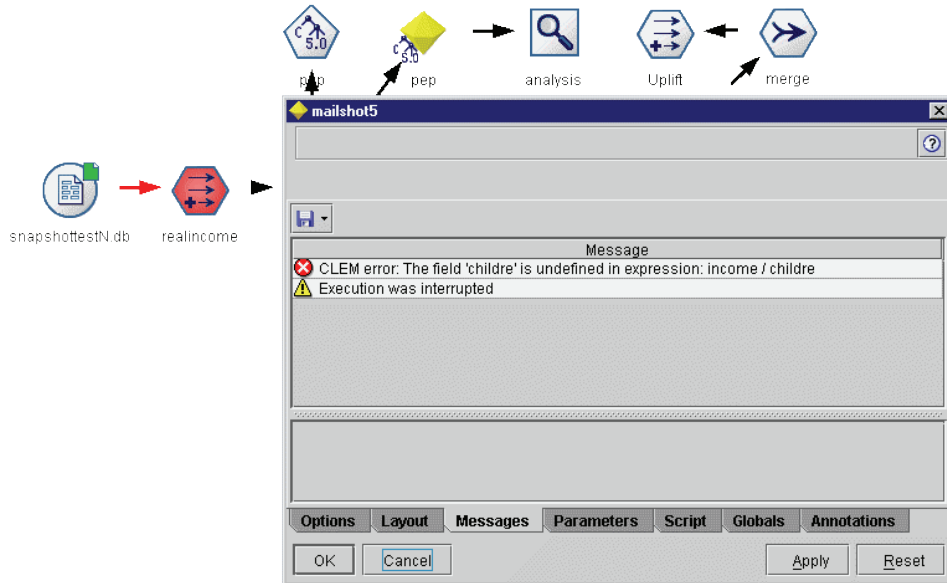 C
5.0
C
5.0
pep
pep
analysis
Uplift
merge
mailshot5
snapshottestN.db
realincome
Message
CLEM error: The field 'childre' is undefined in expression: income / childre
Execution was interrupted
Options
Layout
Messages
Parameters
Script
Globals
Annotations
OK
Cancel
Apply
Reset